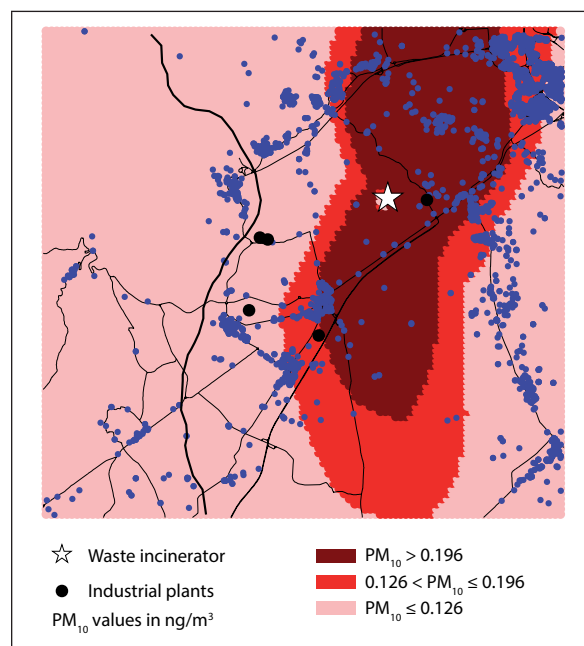 Waste incinerator
Industrial plants
PM₁₀ values in ng/m³
PM₁₀ > 0.196
0.126 < PM₁₀ ≤ 0.196
PM₁₀ ≤ 0.126